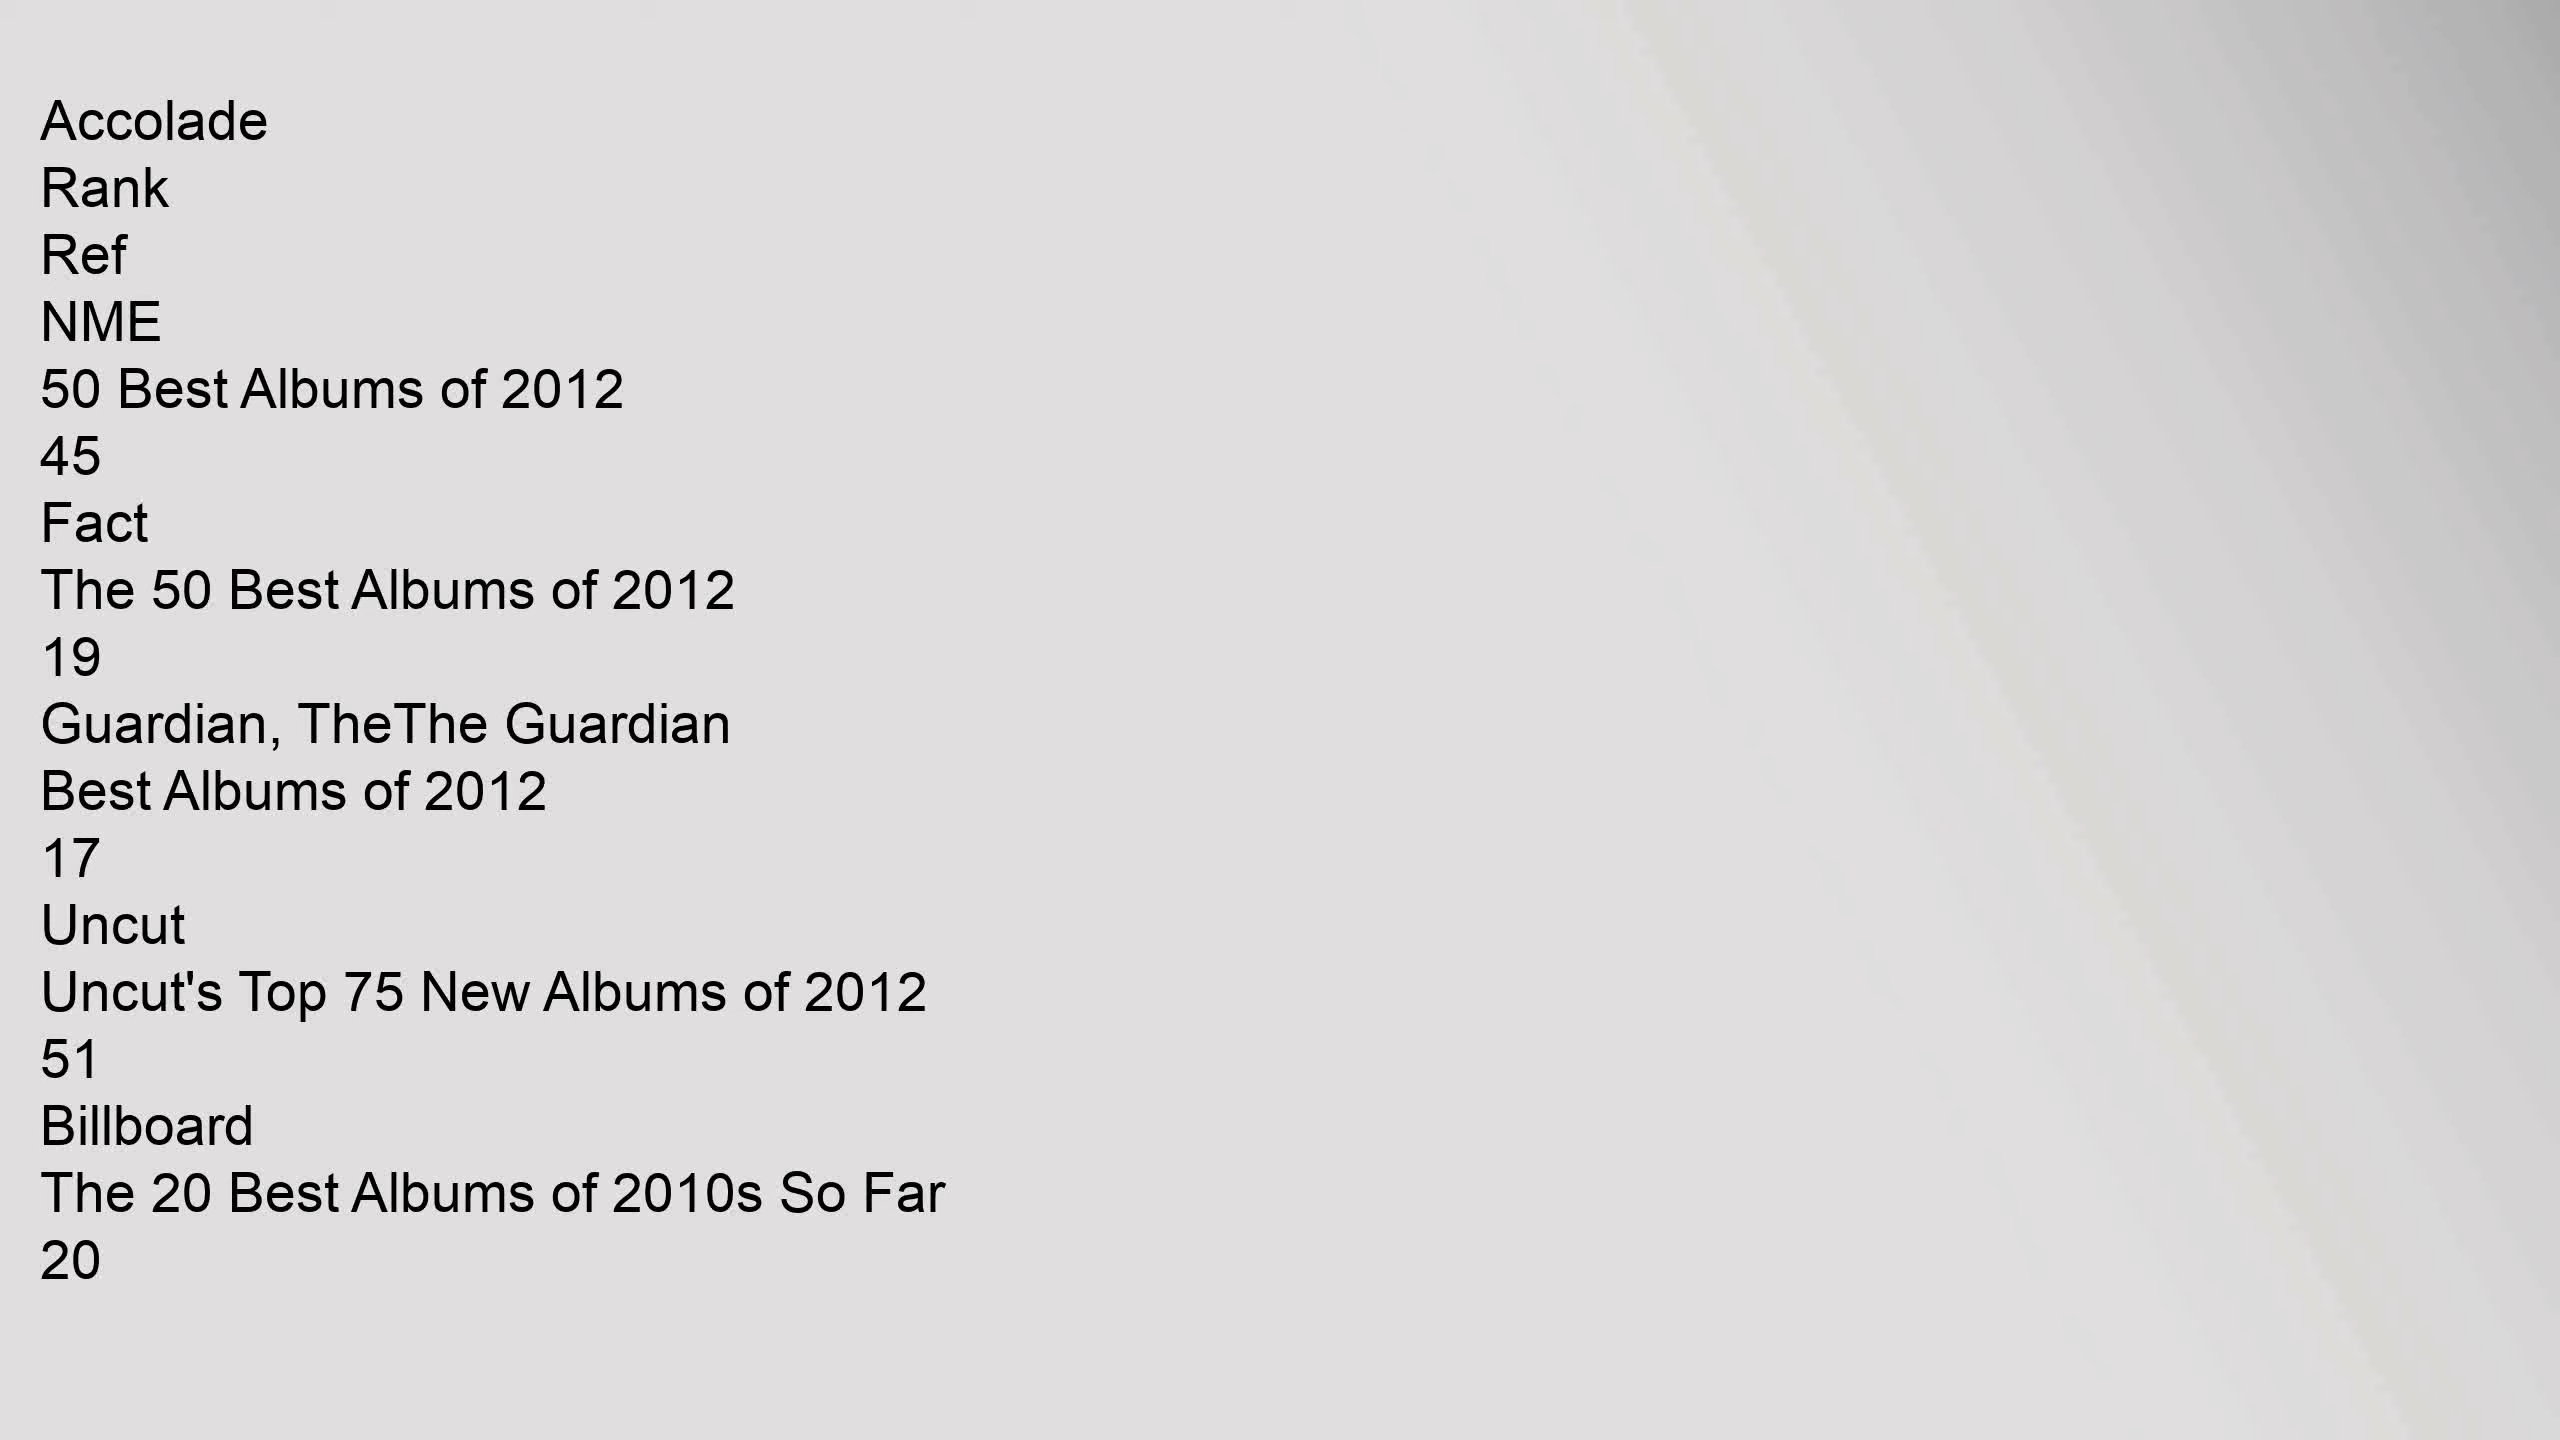 Accolade
Rank
Ref
NME
50 Best Albums of 2012
45
Fact
The 50 Best Albums of 2012
19
Guardian, TheThe Guardian
Best Albums of 2012
17
Uncut
Uncut's Top 75 New Albums of 2012
51
Billboard
The 20 Best Albums of 2010s So Far
20